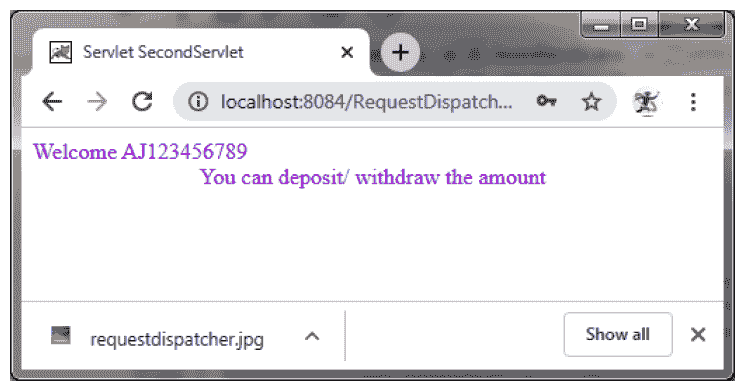 Servlet SecondServlet
localhost:8084/RequestDispatch...
Welcome AJ123456789
You can deposit/ withdraw the amount
requestdispatcher.jpg
Show all